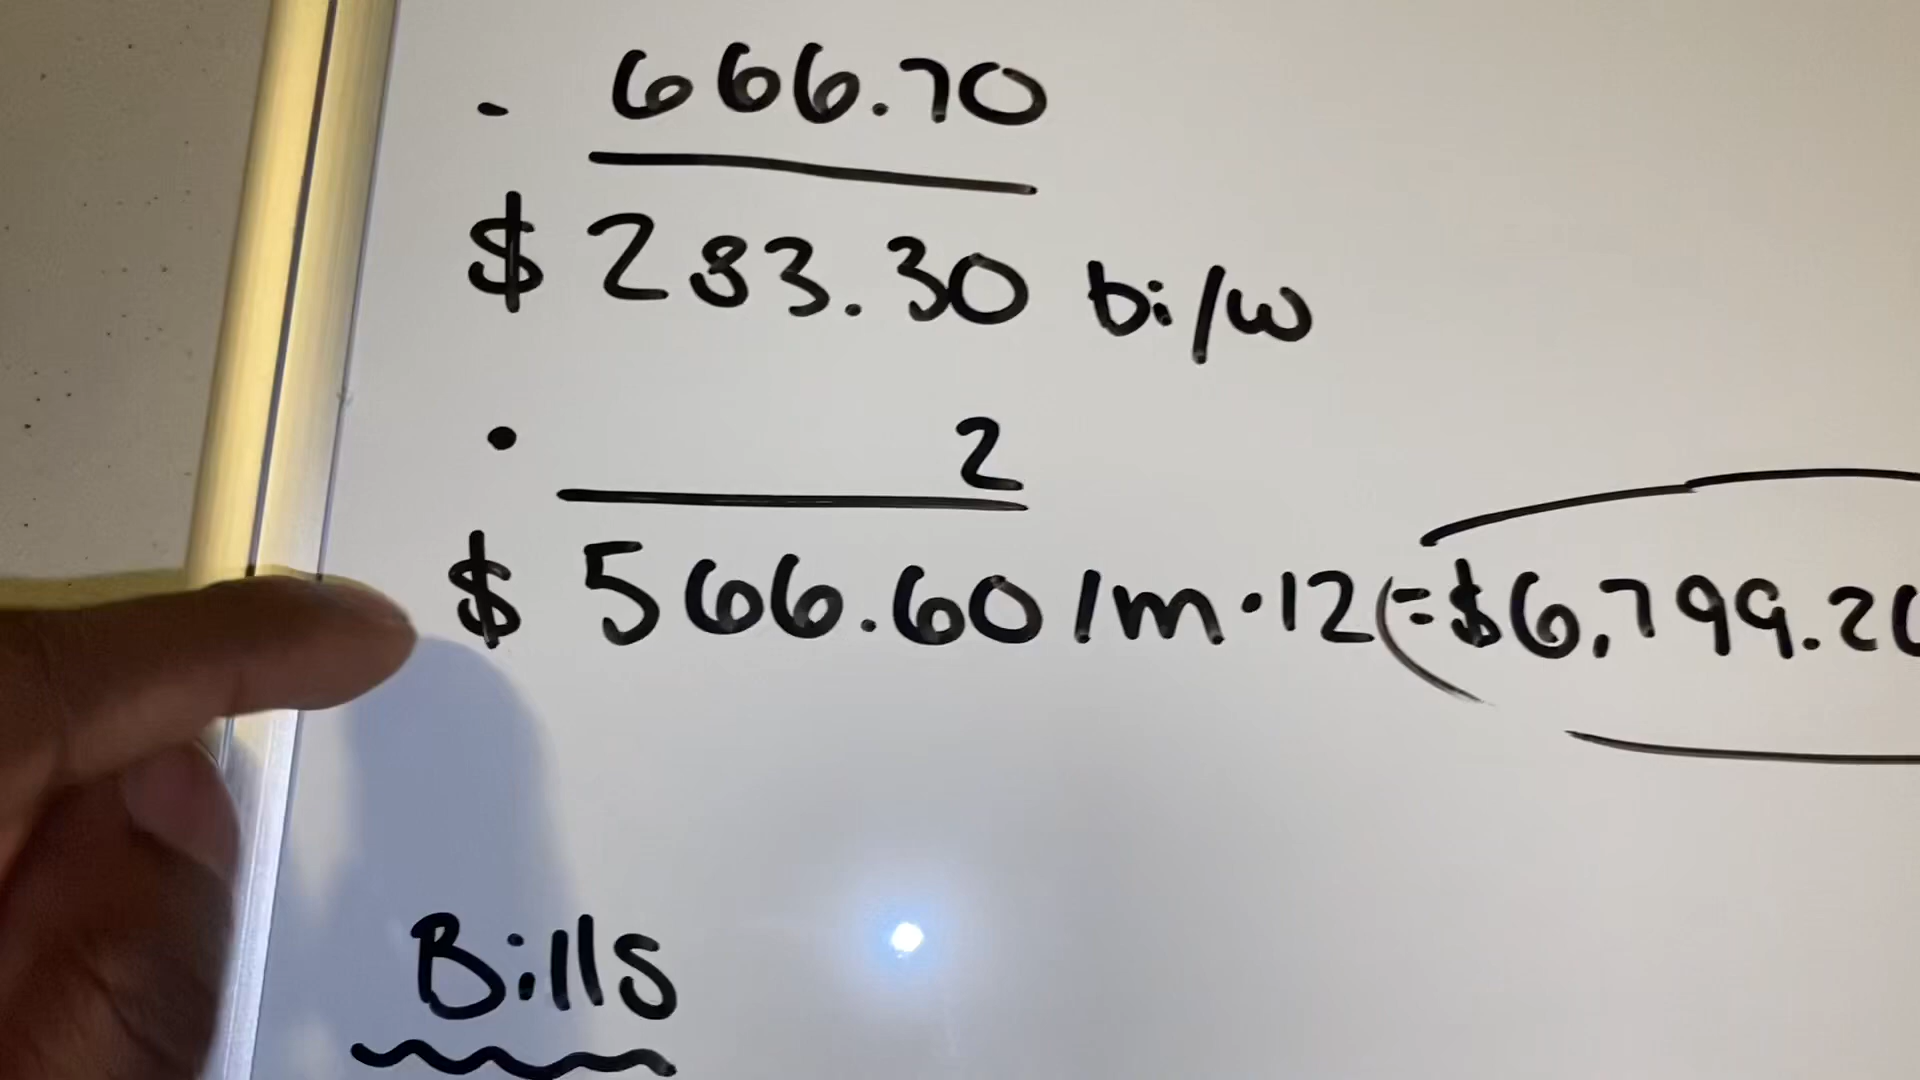 - 666.70
$ 283.30 bi/w
• 2
$ 566.60/m•12 = $6,799.20
Bills